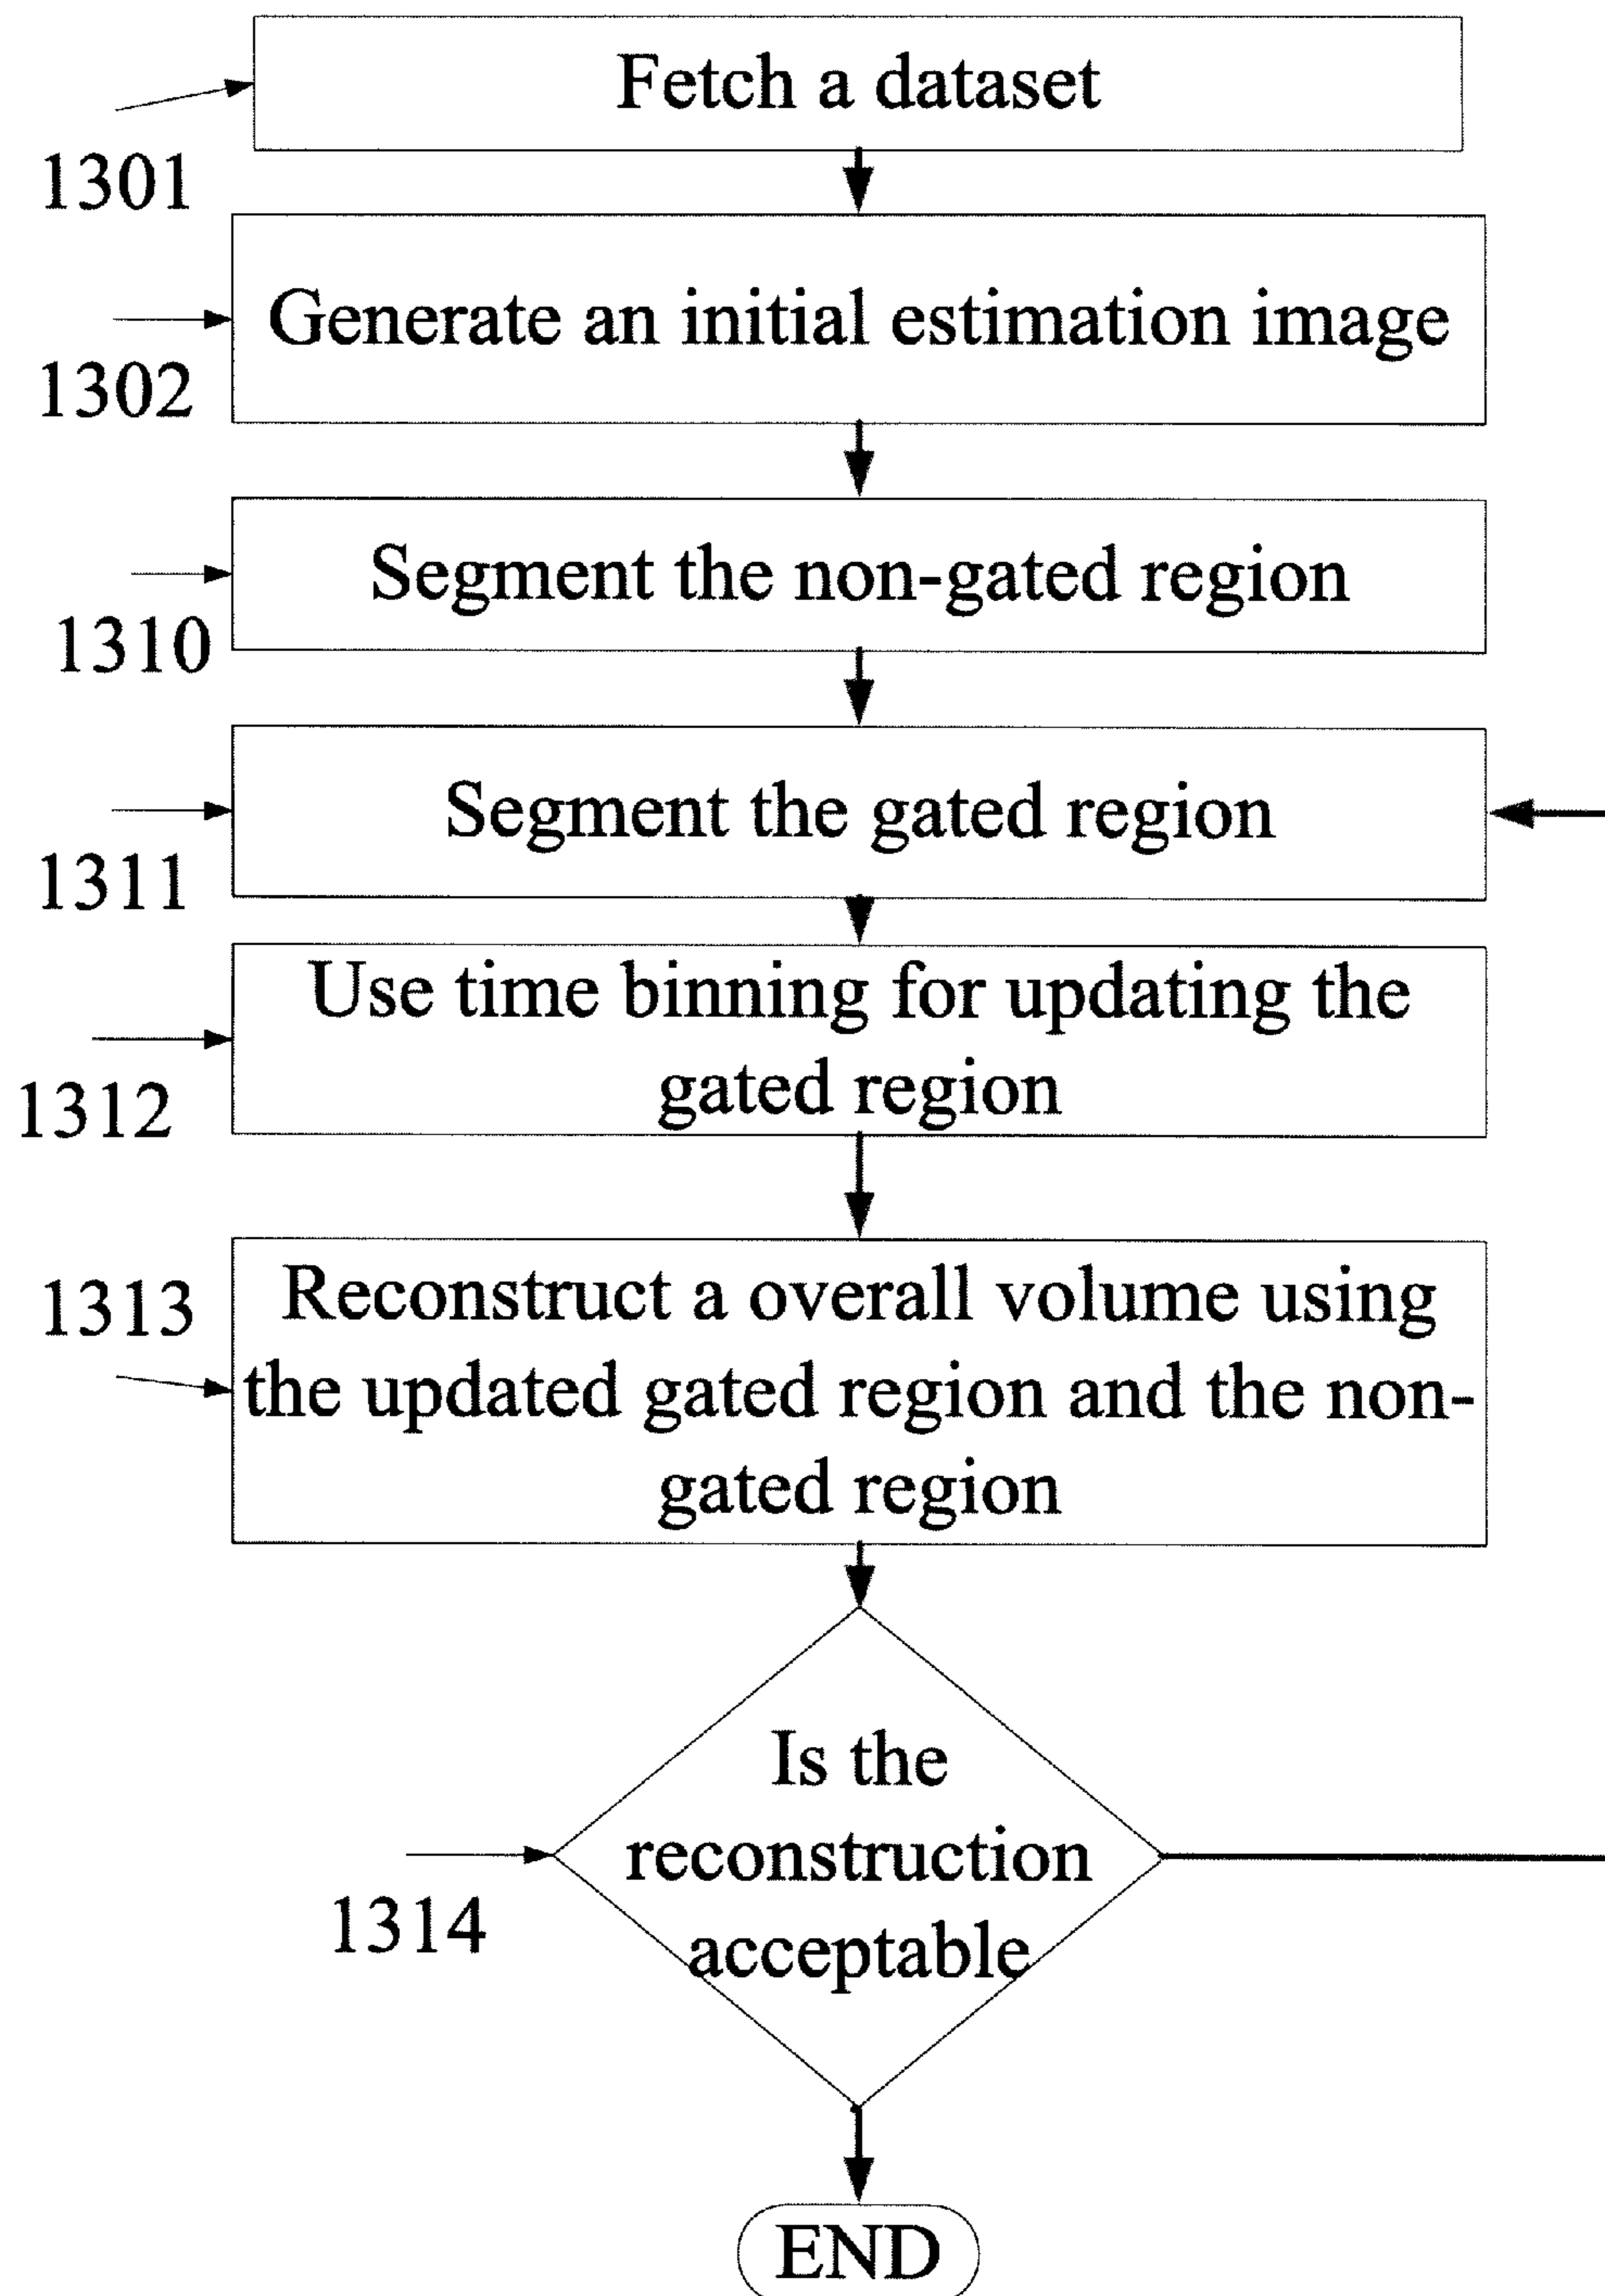 Fetch a dataset
1301
Generate an initial estimation image
1302
Segment the non-gated region
1310
Segment the gated region
1311
Use time binning for updating the
gated region
1312
1313
Reconstruct a overall volume using
the updated gated region and the non-
gated region
Is the
reconstruction
acceptable
1314
END